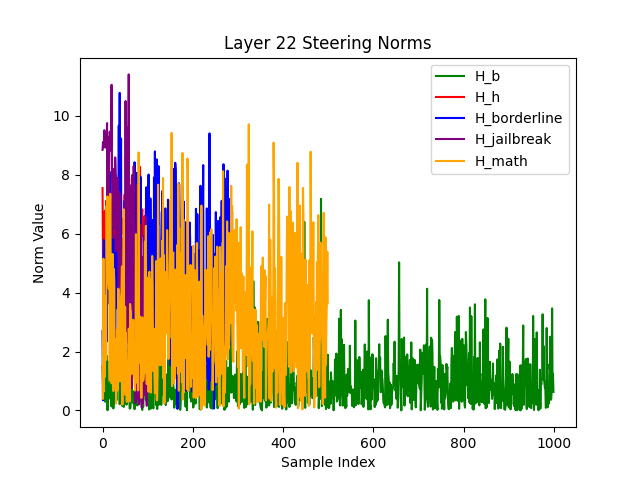 Layer 22 Steering Norms
H_b
H_h
H_borderline
H_jailbreak
H_math
Norm Value
10
8
6
4
2
0
0 200 400 600 800 1000
Sample Index